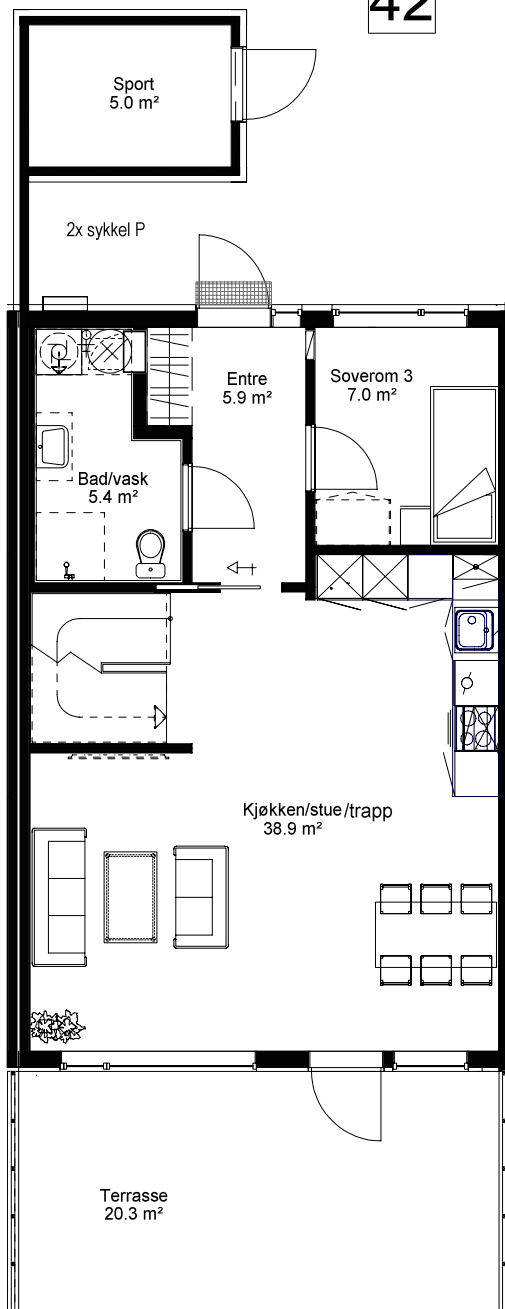 42
Sport
5.0 m²
2x sykkel P
Entre
5.9 m²
Soverom 3
7.0 m²
Bad/vask
5.4 m²
Kjøkken/stue/trapp
38.9 m²
Terrasse
20.3 m²